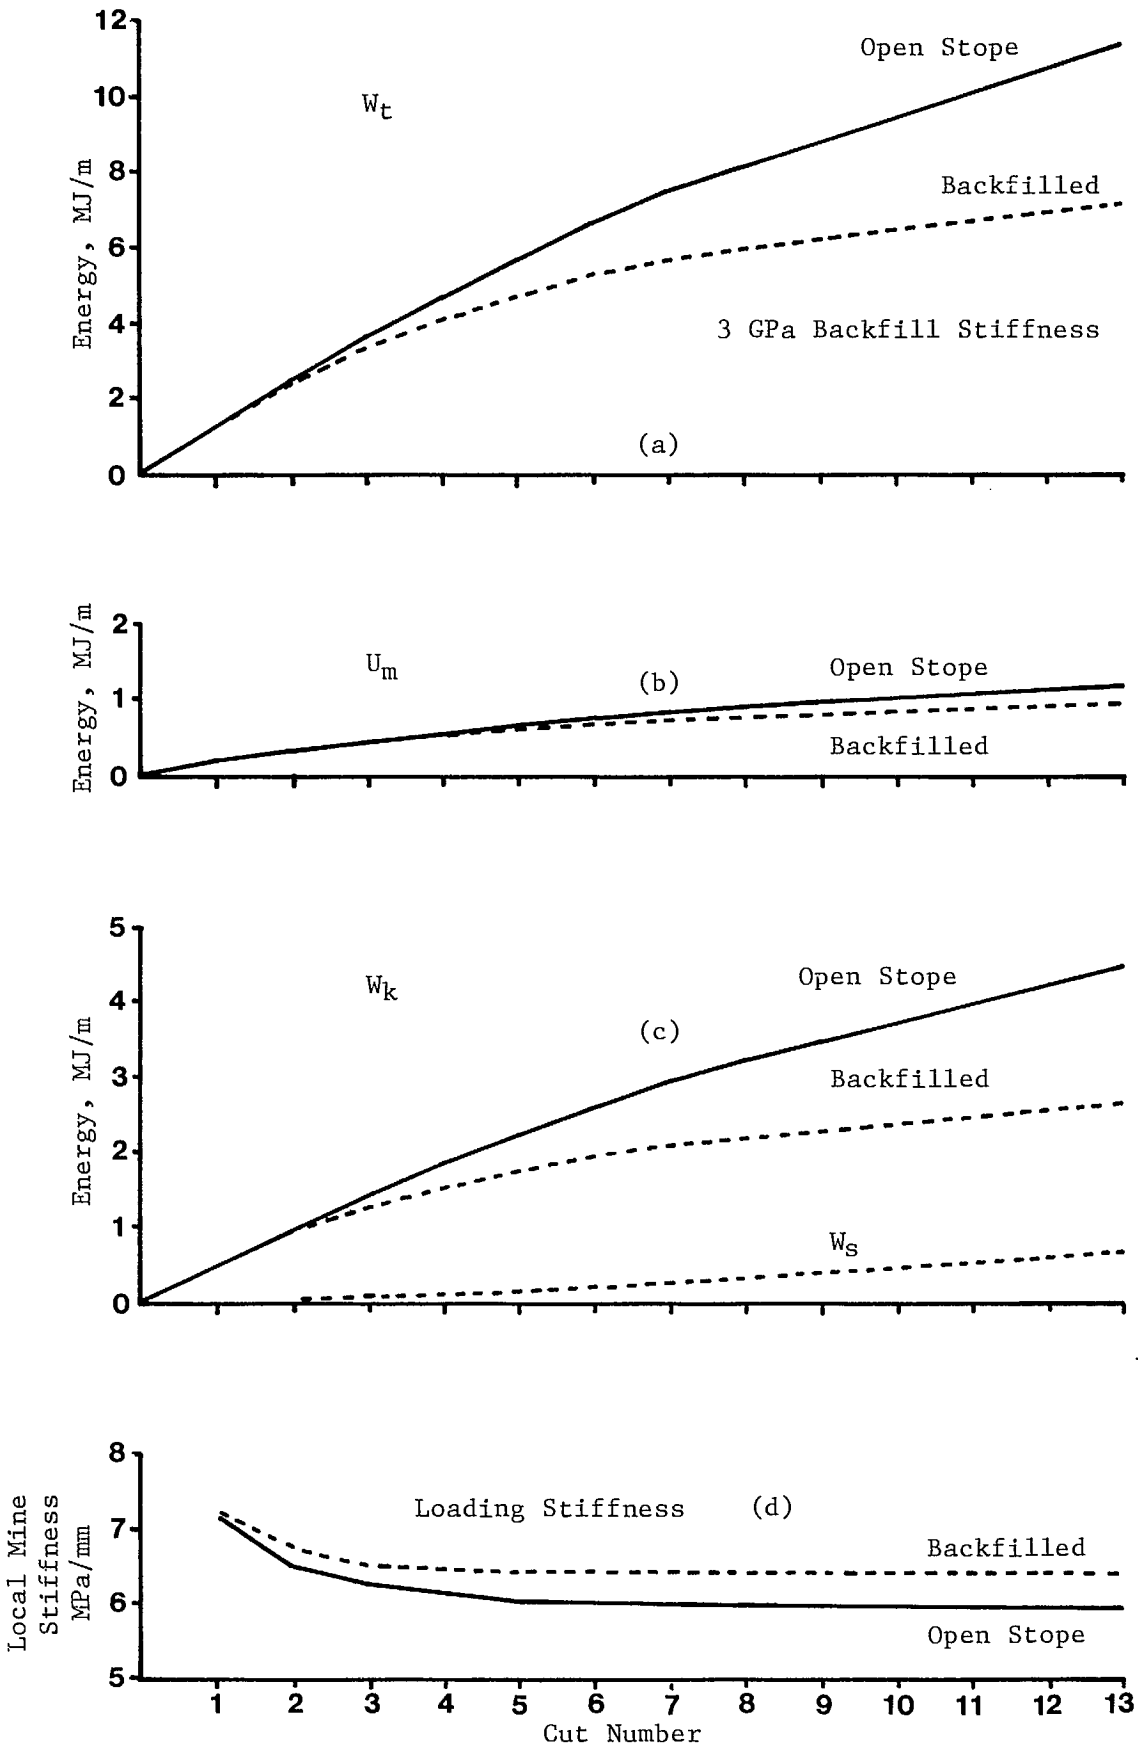 12
10
8
6
4
2
0
Energy, MJ/m
Wt
Open Stope
Backfilled
3 GPa Backfill Stiffness
(a)
2
1
0
Energy, MJ/m
Um
(b)
Open Stope
Backfilled
5
4
3
2
1
0
Energy, MJ/m
Wk
Open Stope
(c)
Backfilled
Ws
8
7
6
5
Local Mine
Stiffness
MPa/mm
Loading Stiffness (d)
Backfilled
Open Stope
1 2 3 4 5 6 7 8 9 10 11 12 13
Cut Number